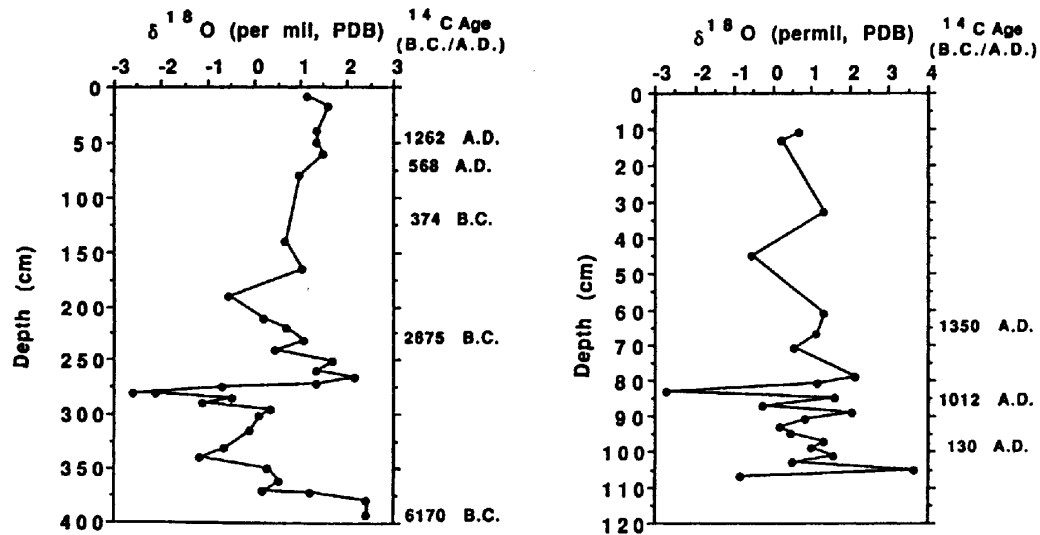 δ18O (per mil, PDB)
14C Age
(B.C./A.D.)
-3 -2 -1 0 1 2 3
0
50
100
150
200
250
300
350
400
Depth (cm)
1262 A.D.
568 A.D.
374 B.C.
2875 B.C.
6170 B.C.
δ18O (permil, PDB)
14C Age
(B.C./A.D.)
-3 -2 -1 0 1 2 3 4
0
10
20
30
40
50
60
70
80
90
100
110
120
Depth (cm)
1350 A.D.
1012 A.D.
130 A.D.